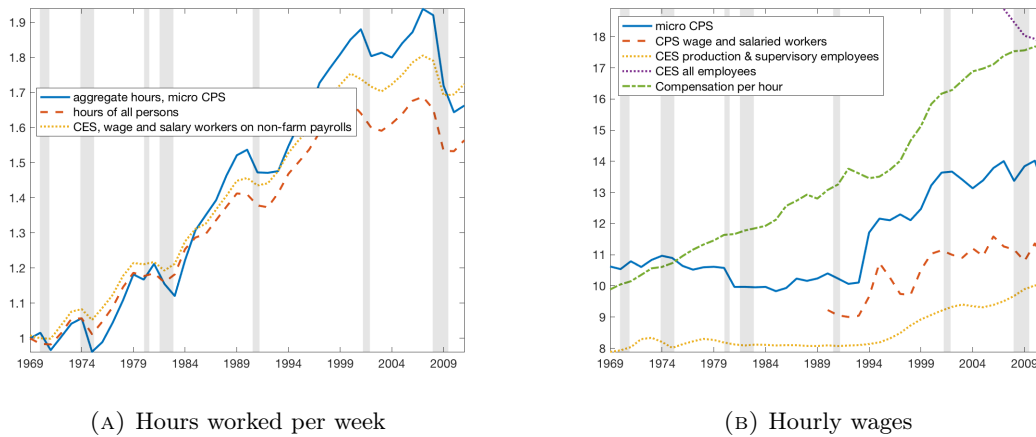 1.9
1.8
1.7
1.6
1.5
1.4
1.3
1.2
1.1
1
aggregate hours, micro CPS
hours of all persons
CES, wage and salary workers on non-farm payrolls
1969 1974 1979 1984 1989 1994 1999 2004 2009
(A) Hours worked per week
18
17
16
15
14
13
12
11
10
9
8
micro CPS
CPS wage and salaried workers
CES production & supervisory employees
CES all employees
Compensation per hour
1969 1974 1979 1984 1989 1994 1999 2004 2009
(B) Hourly wages